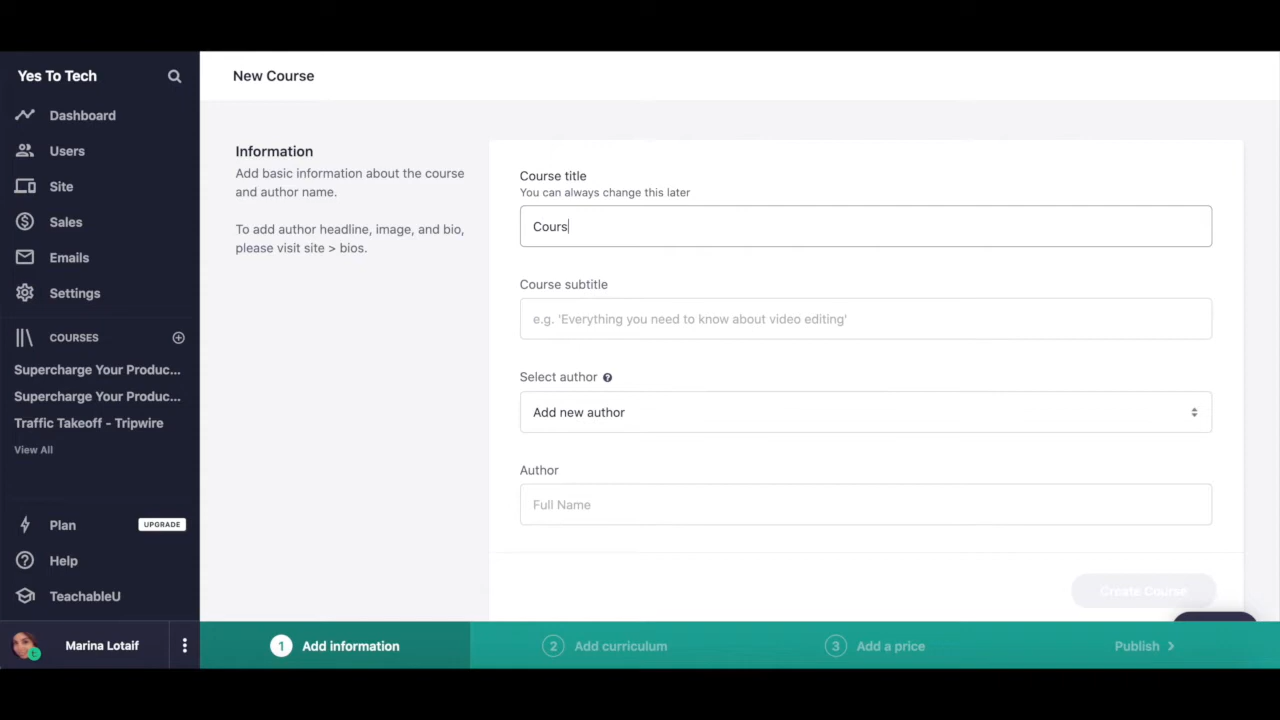 Yes To Tech
Dashboard
Users
Site
Sales
Emails
Settings
COURSES
Supercharge Your Produc...
Supercharge Your Produc...
Traffic Takeoff - Tripwire
View All
Plan
UPGRADE
Help
TeachableU
Marina Lotaif
New Course
Information
Add basic information about the course
and author name.
To add author headline, image, and bio,
please visit site > bios.
Course title
You can always change this later
Cours
Course subtitle
e.g. 'Everything you need to know about video editing'
Select author ?
Add new author
Author
Full Name
Create Course
1 Add information
2 Add curriculum
3 Add a price
Publish >